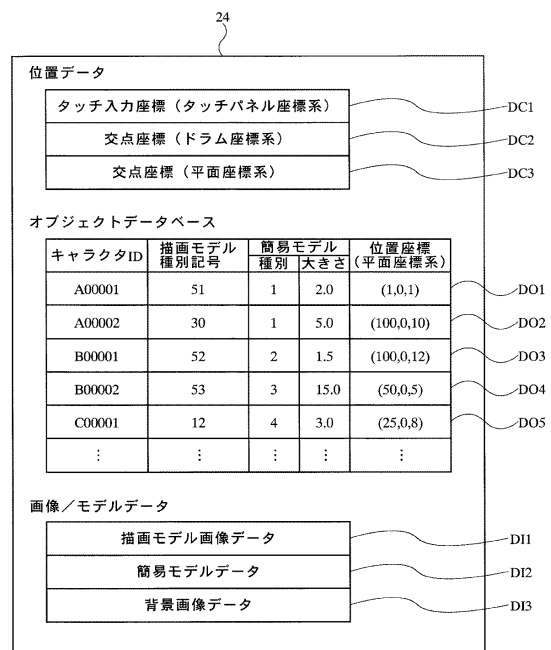 24
位置データ
タッチ入力座標（タッチパネル座標系） DC1
交点座標（ドラム座標系） DC2
交点座標（平面座標系） DC3
オブジェクトデータベース
キャラクタID 描画モデル種別記号 簡易モデル 種別 大きさ 位置座標(平面座標系)
A00001 51 1 2.0 (1,0,1) DO1
A00002 30 1 5.0 (100,0,10) DO2
B00001 52 2 1.5 (100,0,12) DO3
B00002 53 3 15.0 (50,0,5) DO4
C00001 12 4 3.0 (25,0,8) DO5
⋮ ⋮ ⋮ ⋮ ⋮
画像／モデルデータ
描画モデル画像データ DI1
簡易モデルデータ DI2
背景画像データ DI3